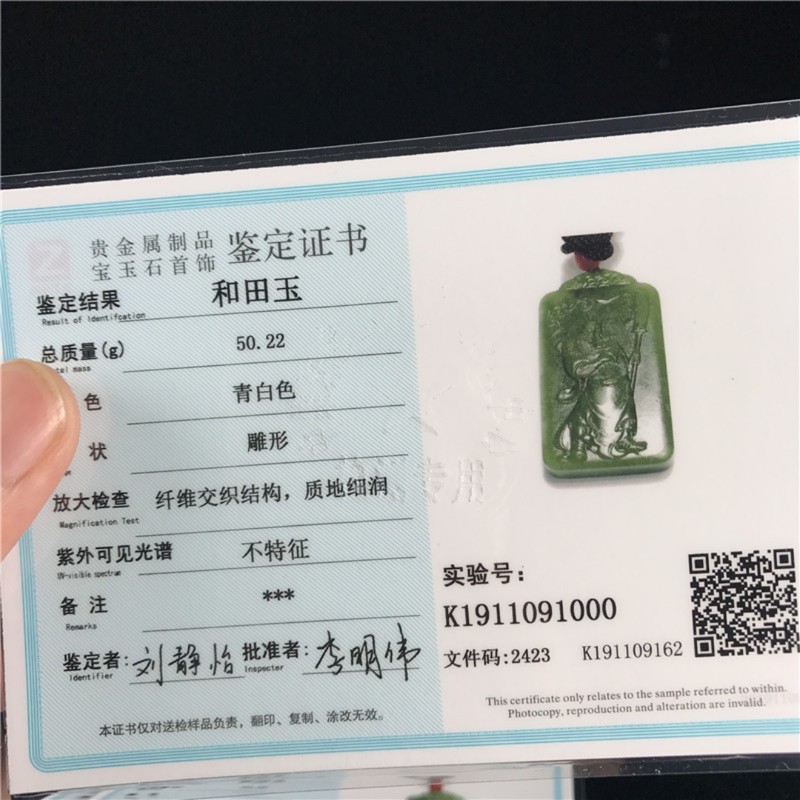 贵金属制品
宝玉石首饰 鉴定证书
鉴定结果 和田玉
Result of Identifcation
总质量(g) 50.22
tal mass
色 青白色
状 雕形
放大检查 纤维交织结构，质地细润
Magnification Test
紫外可见光谱 不特征
UV-visible spectrum
备注 ***
Remarks
鉴定者: 刘静怡 批准者: 李明伟
Identifier Inspecter
本证书仅对送检样品负责，翻印、复制、涂改无效。
专用
实验号:
K1911091000
文件码:2423 K191109162
This certificate only relates to the sample referred to within.
Photocopy, reproduction and alteration are invalid.